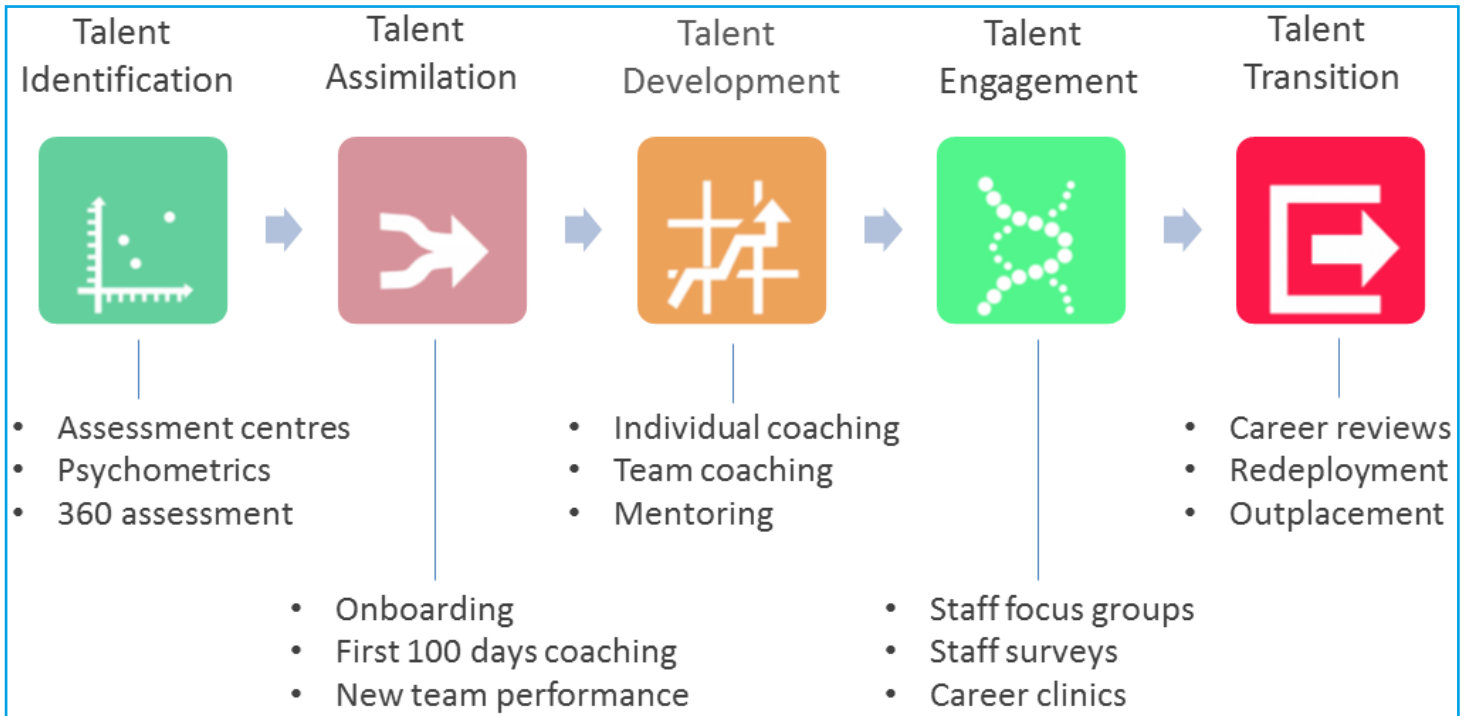 Talent
Identification
Talent
Assimilation
Talent
Development
Talent
Engagement
Talent
Transition
• Assessment centres
• Psychometrics
• 360 assessment
• Individual coaching
• Team coaching
• Mentoring
• Career reviews
• Redeployment
• Outplacement
• Onboarding
• First 100 days coaching
• New team performance
• Staff focus groups
• Staff surveys
• Career clinics